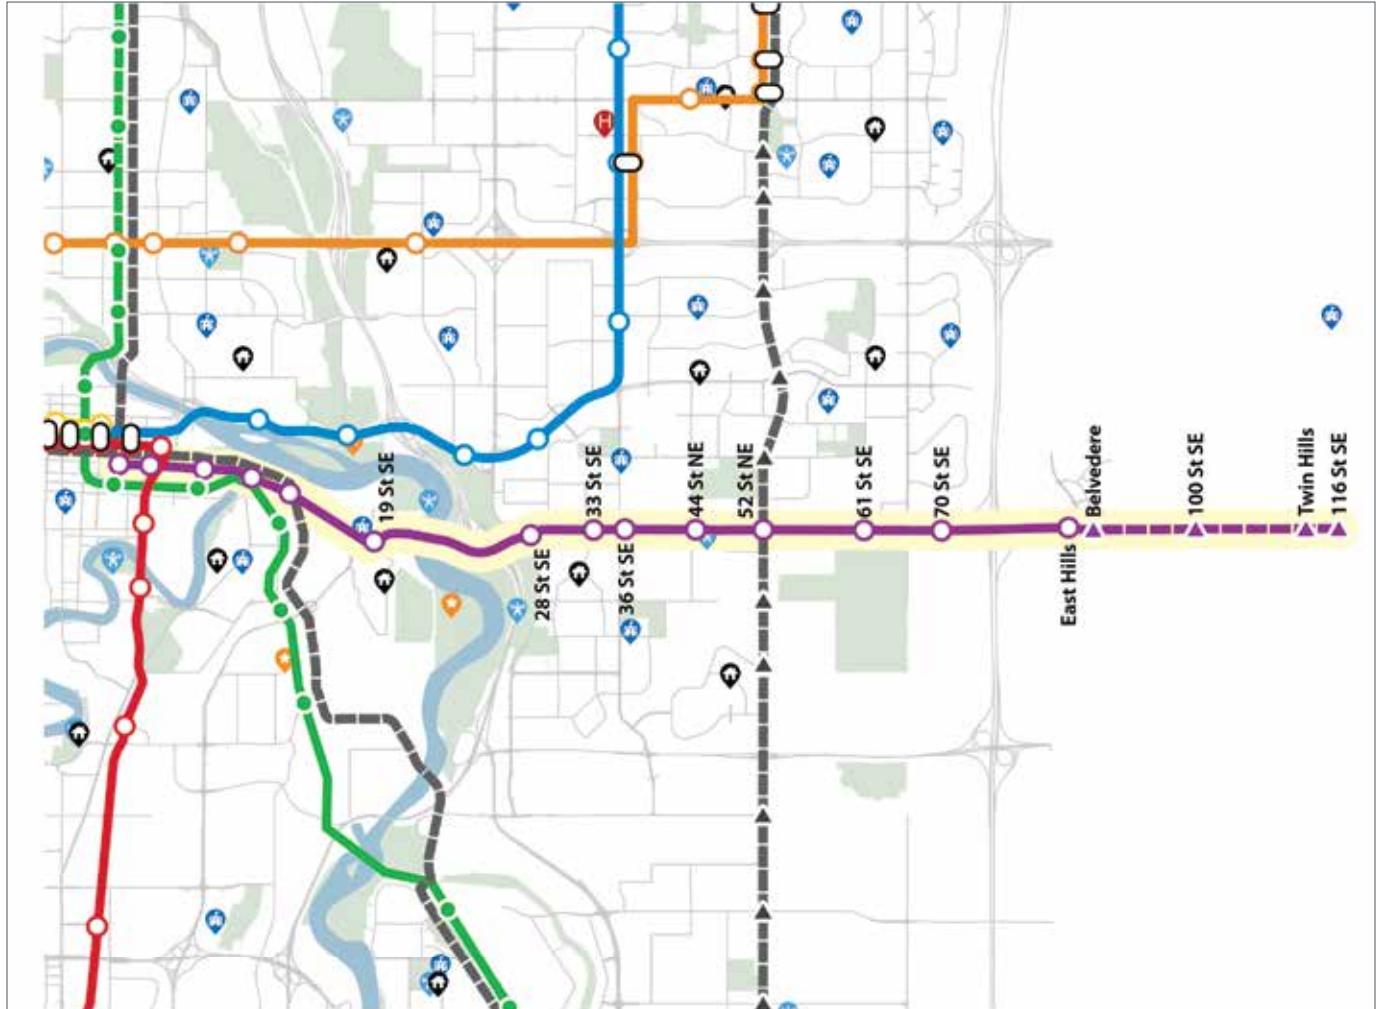 19 St SE
28 St SE
33 St SE
36 St SE
44 St NE
52 St NE
61 St SE
70 St SE
East Hills
Belvedere
100 St SE
Twin Hills
116 St SE
H